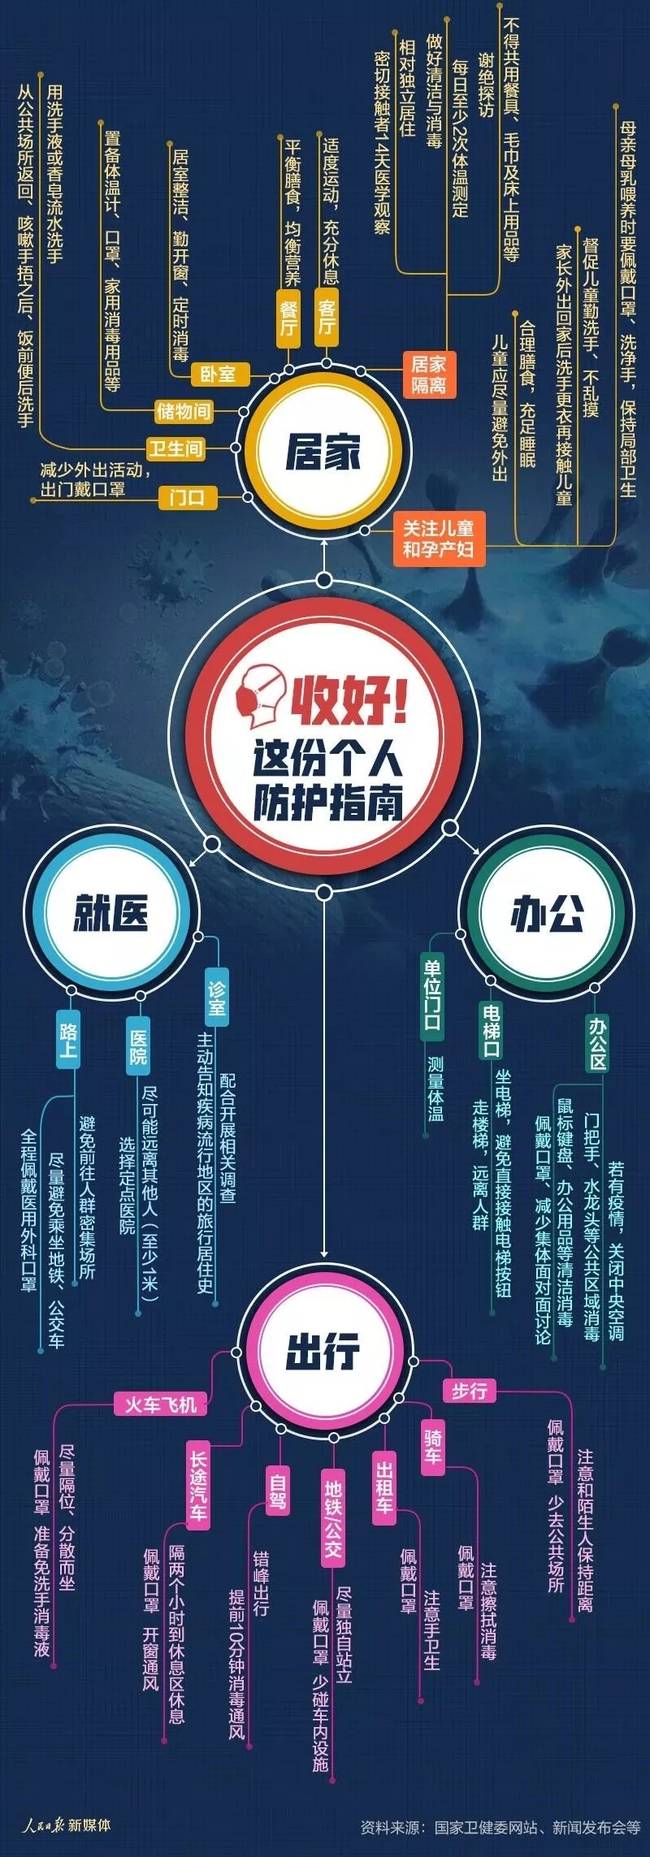 收好!
这份个人
防护指南
居家
门口
减少外出活动，
出门戴口罩
卫生间
用洗手液或香皂流水洗手
从公共场所返回、咳嗽手捂之后、饭前便后洗手
储物间
置备体温计、口罩、家用消毒用品等
卧室
居室整洁、勤开窗、定时消毒
餐厅
平衡膳食，均衡营养
客厅
适度运动，充分休息
居家
隔离
不得共用餐具、毛巾及床上用品等
谢绝探访
每日至少2次体温测定
做好清洁与消毒
相对独立居住
密切接触者14天医学观察
关注儿童
和孕产妇
母亲母乳喂养时要佩戴口罩、洗净手，保持局部卫生
督促儿童勤洗手、不乱摸
家长外出回家后洗手更衣再接触儿童
合理膳食，充足睡眠
儿童应尽量避免外出
就医
路上
避免前往人群密集场所
尽量避免乘坐地铁、公交车
全程佩戴医用外科口罩
医院
尽可能远离其他人（至少1米）
选择定点医院
诊室
配合开展相关调查
主动告知疾病流行地区的旅行居住史
办公
单位门口
测量体温
电梯口
坐电梯，避免直接接触电梯按钮
走楼梯，远离人群
办公区
若有疫情，关闭中央空调
门把手、水龙头等公共区域消毒
鼠标键盘、办公用品等清洁消毒
佩戴口罩、减少集体面对面讨论
出行
火车飞机
尽量隔位、分散而坐
佩戴口罩 准备免洗手消毒液
长途汽车
隔两个小时到休息区休息
佩戴口罩 开窗通风
自驾
错峰出行
提前10分钟消毒通风
地铁/公交
尽量独自站立
佩戴口罩 少碰车内设施
出租车
注意手卫生
佩戴口罩
骑车
注意擦拭消毒
佩戴口罩
步行
注意和陌生人保持距离
佩戴口罩 少去公共场所
人民日报 新媒体
资料来源：国家卫健委网站、新闻发布会等